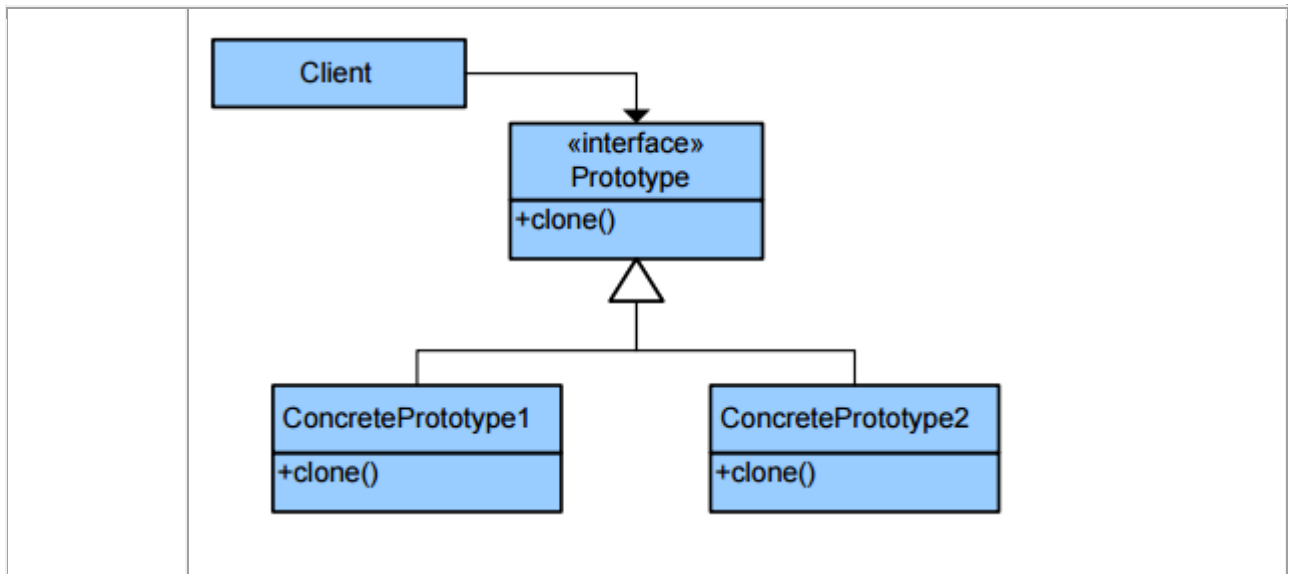 Client
«interface»
Prototype
+clone()
ConcretePrototype1
+clone()
ConcretePrototype2
+clone()